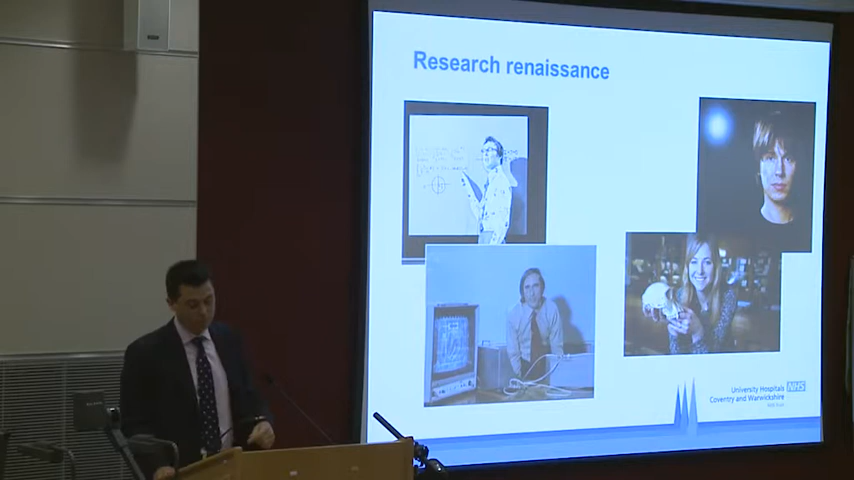 Research renaissance
University Hospitals NHS
Coventry and Warwickshire